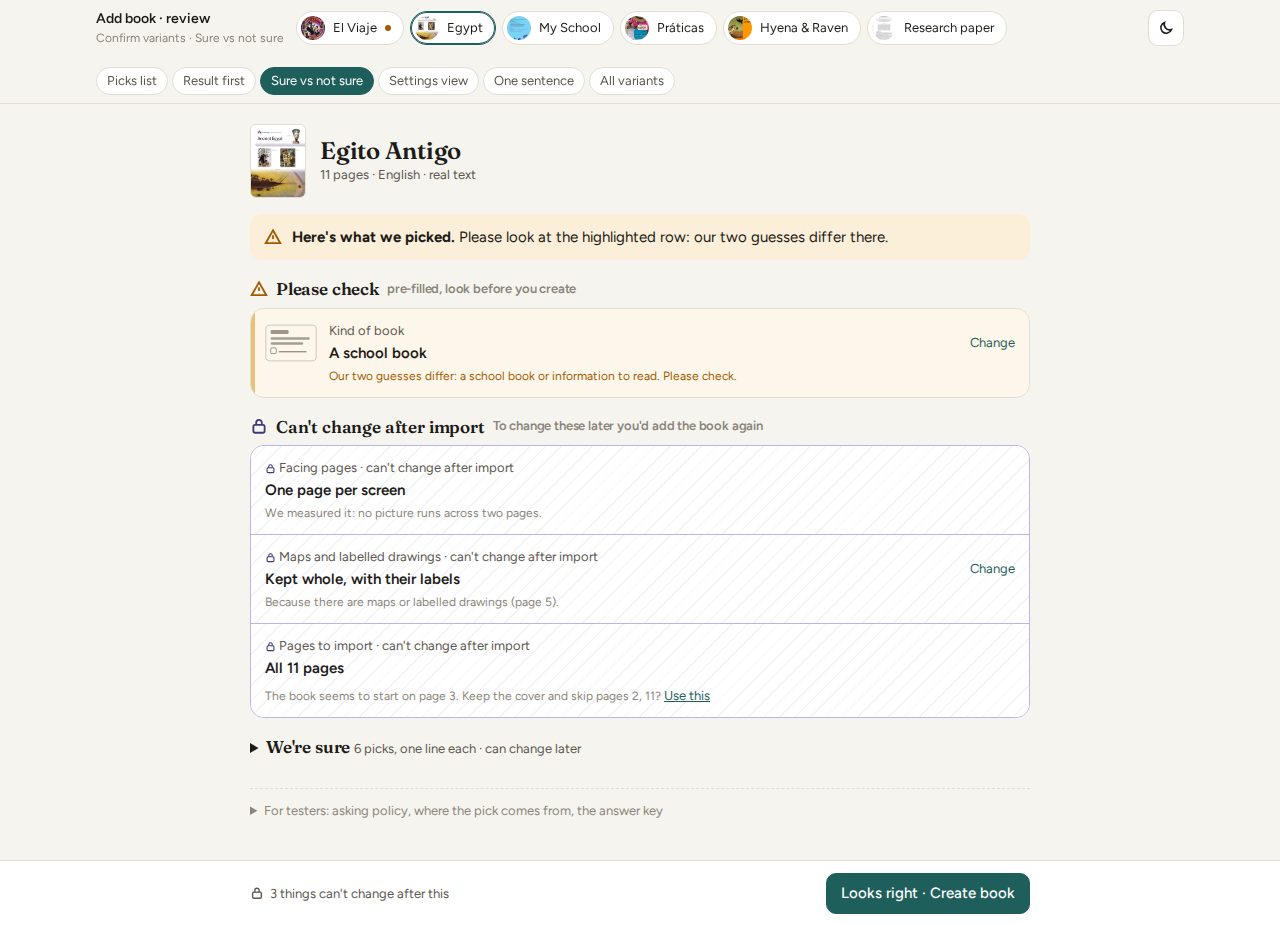 Add book · review
Confirm variants · Sure vs not sure
El Viaje
Egypt
My School
Práticas
Hyena & Raven
Research paper
Picks list
Result first
Sure vs not sure
Settings view
One sentence
All variants
Egito Antigo
11 pages · English · real text
Here's what we picked. Please look at the highlighted row: our two guesses differ there.
Please check pre-filled, look before you create
Kind of book
A school book
Change
Our two guesses differ: a school book or information to read. Please check.
Can't change after import To change these later you'd add the book again
Facing pages · can't change after import
One page per screen
We measured it: no picture runs across two pages.
Maps and labelled drawings · can't change after import
Kept whole, with their labels
Change
Because there are maps or labelled drawings (page 5).
Pages to import · can't change after import
All 11 pages
The book seems to start on page 3. Keep the cover and skip pages 2, 11? Use this
We're sure 6 picks, one line each · can change later
For testers: asking policy, where the pick comes from, the answer key
3 things can't change after this
Looks right · Create book